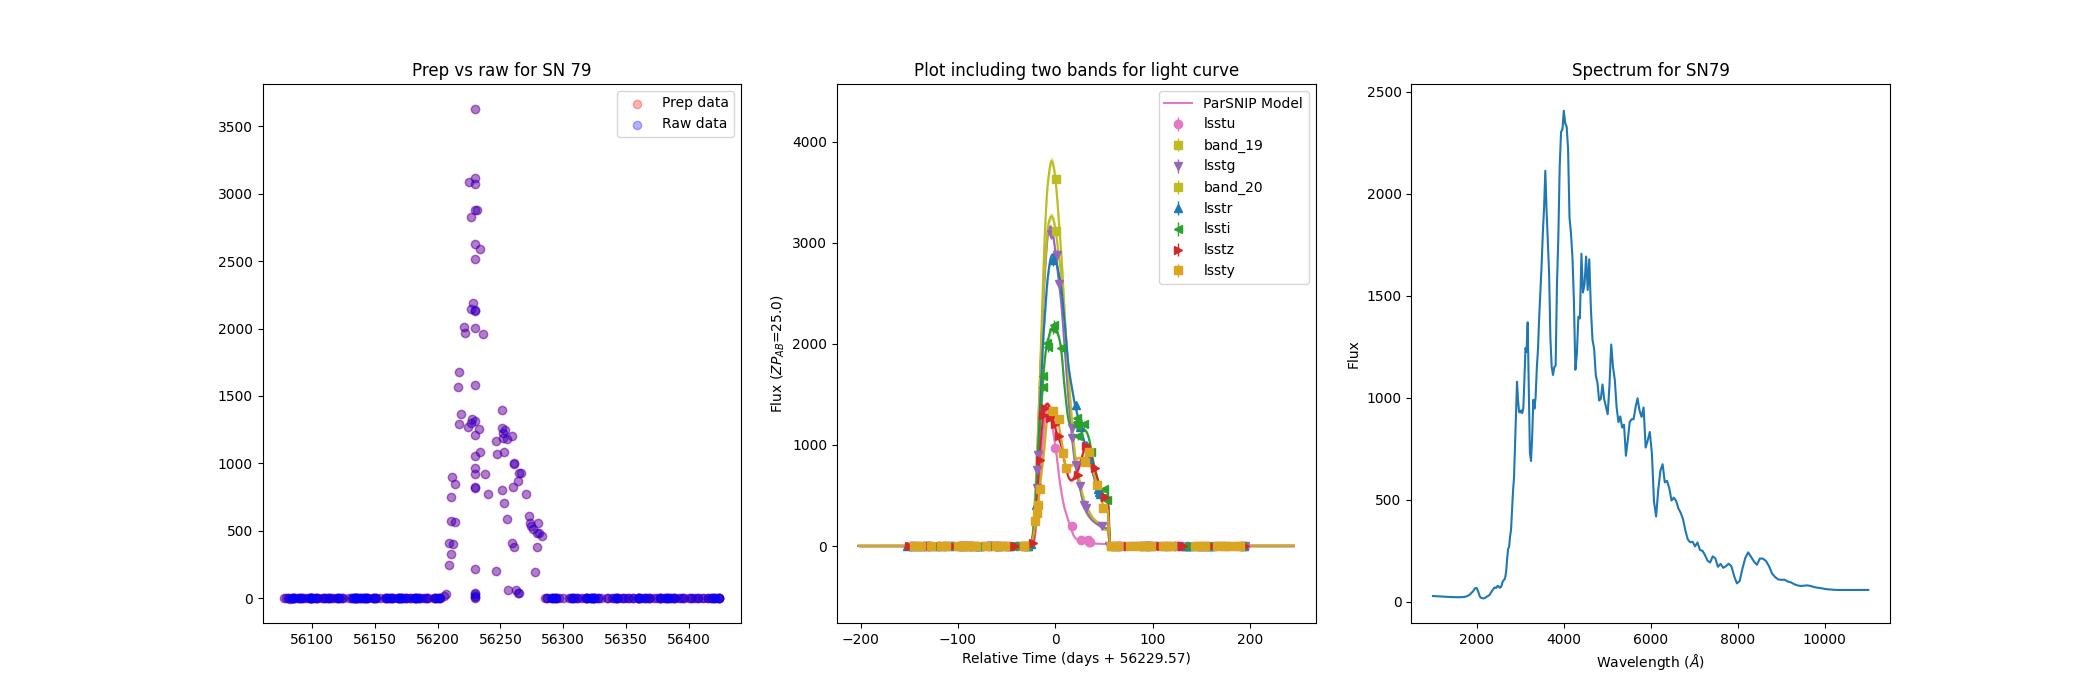 Prep vs raw for SN 79
Prep data
Raw data
3500
3000
2500
2000
1500
1000
500
0
56100
56150
56200
56250
56300
56350
56400
Plot including two bands for light curve
ParSNIP Model
lsstu
band_19
lsstg
band_20
lsstr
lssti
lsstz
lssty
Flux (ZP_AB=25.0)
4000
3000
2000
1000
0
−200
−100
0
100
200
Relative Time (days + 56229.57)
Spectrum for SN79
Flux
2500
2000
1500
1000
500
0
2000
4000
6000
8000
10000
Wavelength (Å)